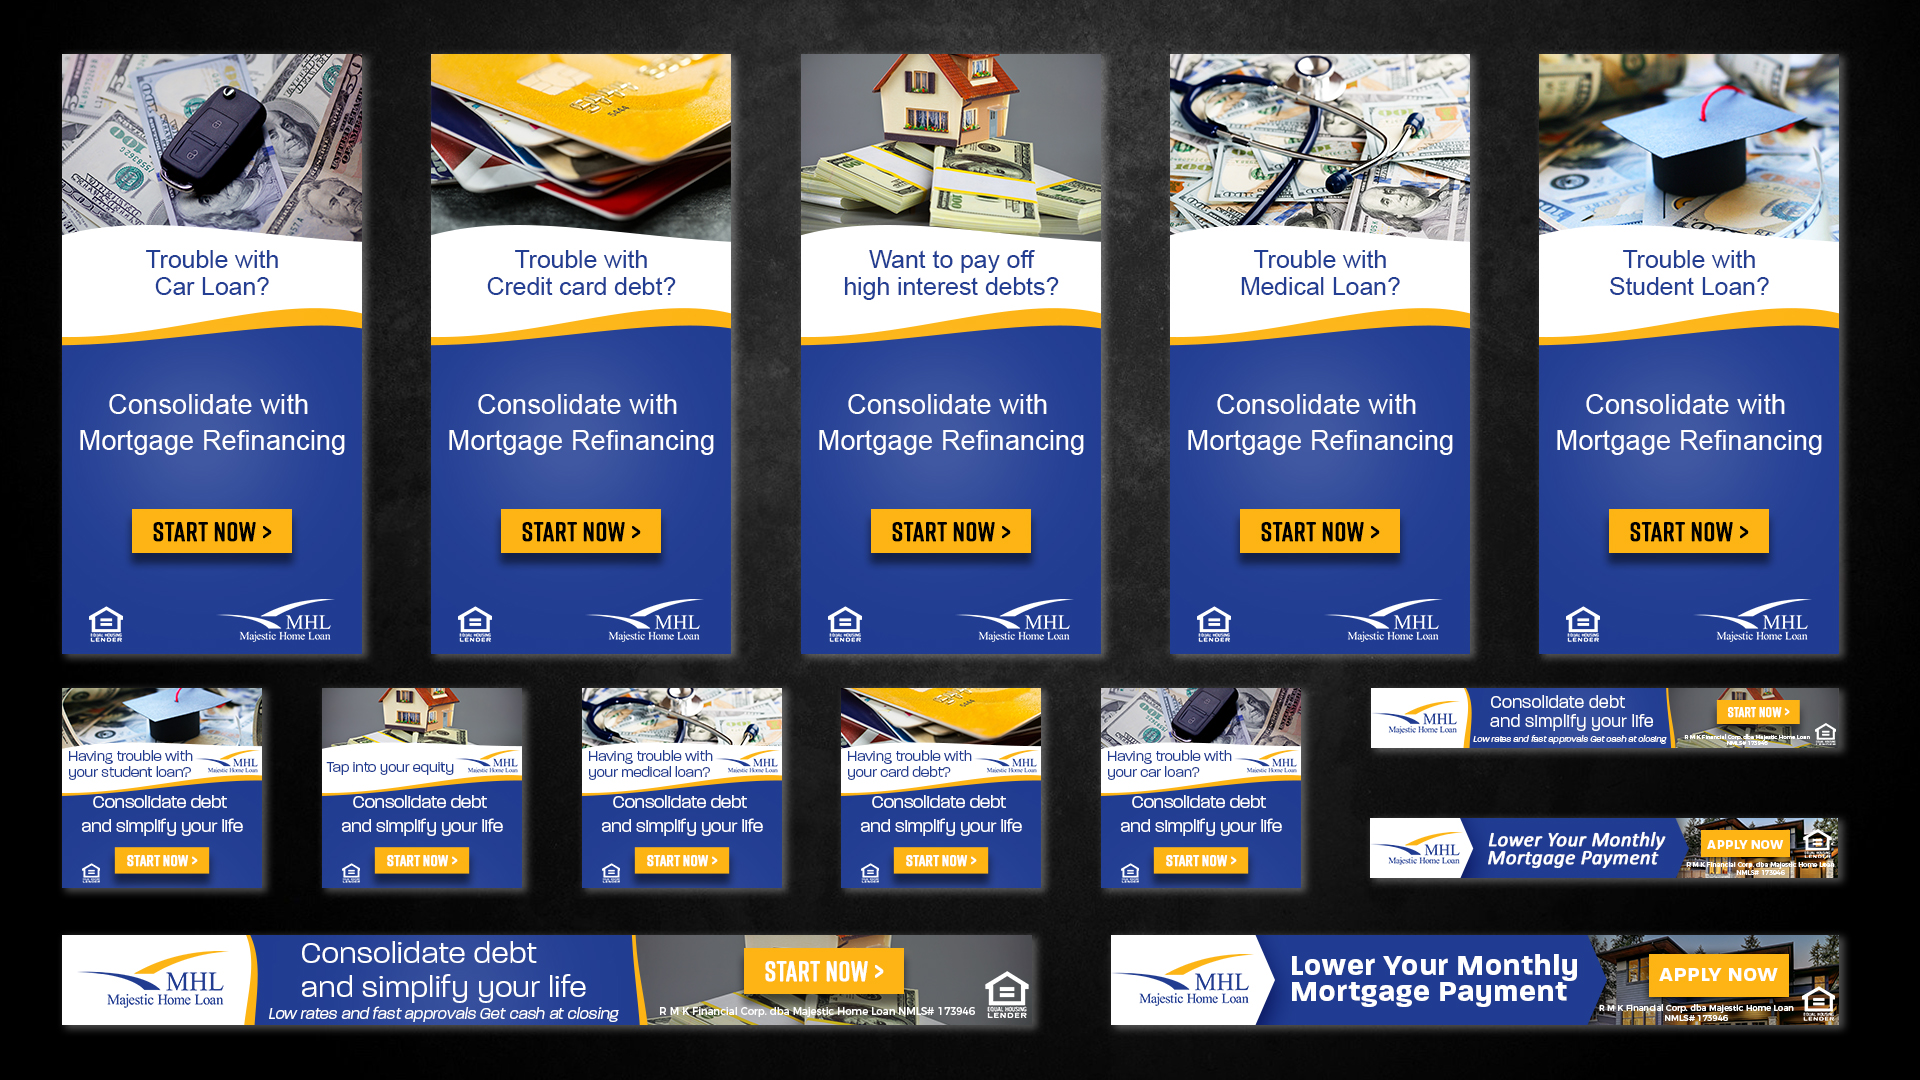 Trouble with
Car Loan?
Consolidate with
Mortgage Refinancing
START NOW >
EQUAL HOUSING
LENDER
MHL
Majestic Home Loan
5444
Trouble with
Credit card debt?
Consolidate with
Mortgage Refinancing
START NOW >
EQUAL HOUSING
LENDER
MHL
Majestic Home Loan
Want to pay off
high interest debts?
Consolidate with
Mortgage Refinancing
START NOW >
EQUAL HOUSING
LENDER
MHL
Majestic Home Loan
Trouble with
Medical Loan?
Consolidate with
Mortgage Refinancing
START NOW >
EQUAL HOUSING
LENDER
MHL
Majestic Home Loan
Trouble with
Student Loan?
Consolidate with
Mortgage Refinancing
START NOW >
EQUAL HOUSING
LENDER
MHL
Majestic Home Loan
Having trouble with
your student loan?
MHL
Majestic Home Loan
Consolidate debt
and simplify your life
START NOW >
LENDER
Tap into your equity
MHL
Majestic Home Loan
Consolidate debt
and simplify your life
START NOW >
LENDER
Having trouble with
your medical loan?
MHL
Majestic Home Loan
Consolidate debt
and simplify your life
START NOW >
LENDER
Having trouble with
your card debt?
MHL
Majestic Home Loan
Consolidate debt
and simplify your life
START NOW >
LENDER
Having trouble with
your car loan?
MHL
Majestic Home Loan
Consolidate debt
and simplify your life
START NOW >
LENDER
MHL
Majestic Home Loan
Consolidate debt
and simplify your life
Low rates and fast approvals Get cash at closing
START NOW >
R M K Financial Corp. dba Majestic Home Loan
NMLS# 173946
MHL
Majestic Home Loan
Lower Your Monthly
Mortgage Payment
APPLY NOW
R M K Financial Corp. dba Majestic Home Loan
NMLS# 173946
LENDER
MHL
Majestic Home Loan
Consolidate debt
and simplify your life
Low rates and fast approvals Get cash at closing
START NOW >
R M K Financial Corp. dba Majestic Home Loan NMLS# 173946
EQUAL HOUSING
LENDER
MHL
Majestic Home Loan
Lower Your Monthly
Mortgage Payment
APPLY NOW
R M K Financial Corp. dba Majestic Home Loan
NMLS# 173946
EQUAL HOUSING
LENDER